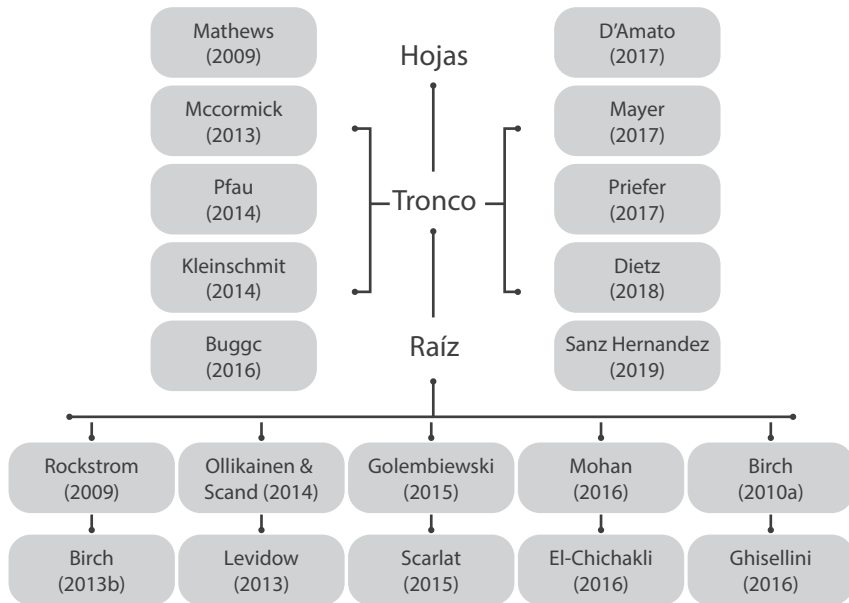 Mathews
(2009)
Hojas
D'Amato
(2017)
Mccormick
(2013)
Mayer
(2017)
Pfau
(2014)
Tronco
Priefer
(2017)
Kleinschmit
(2014)
Dietz
(2018)
Buggc
(2016)
Raíz
Sanz Hernandez
(2019)
Rockstrom
(2009)
Ollikainen &
Scand (2014)
Golembiewski
(2015)
Mohan
(2016)
Birch
(2010a)
Birch
(2013b)
Levidow
(2013)
Scarlat
(2015)
El-Chichakli
(2016)
Ghisellini
(2016)